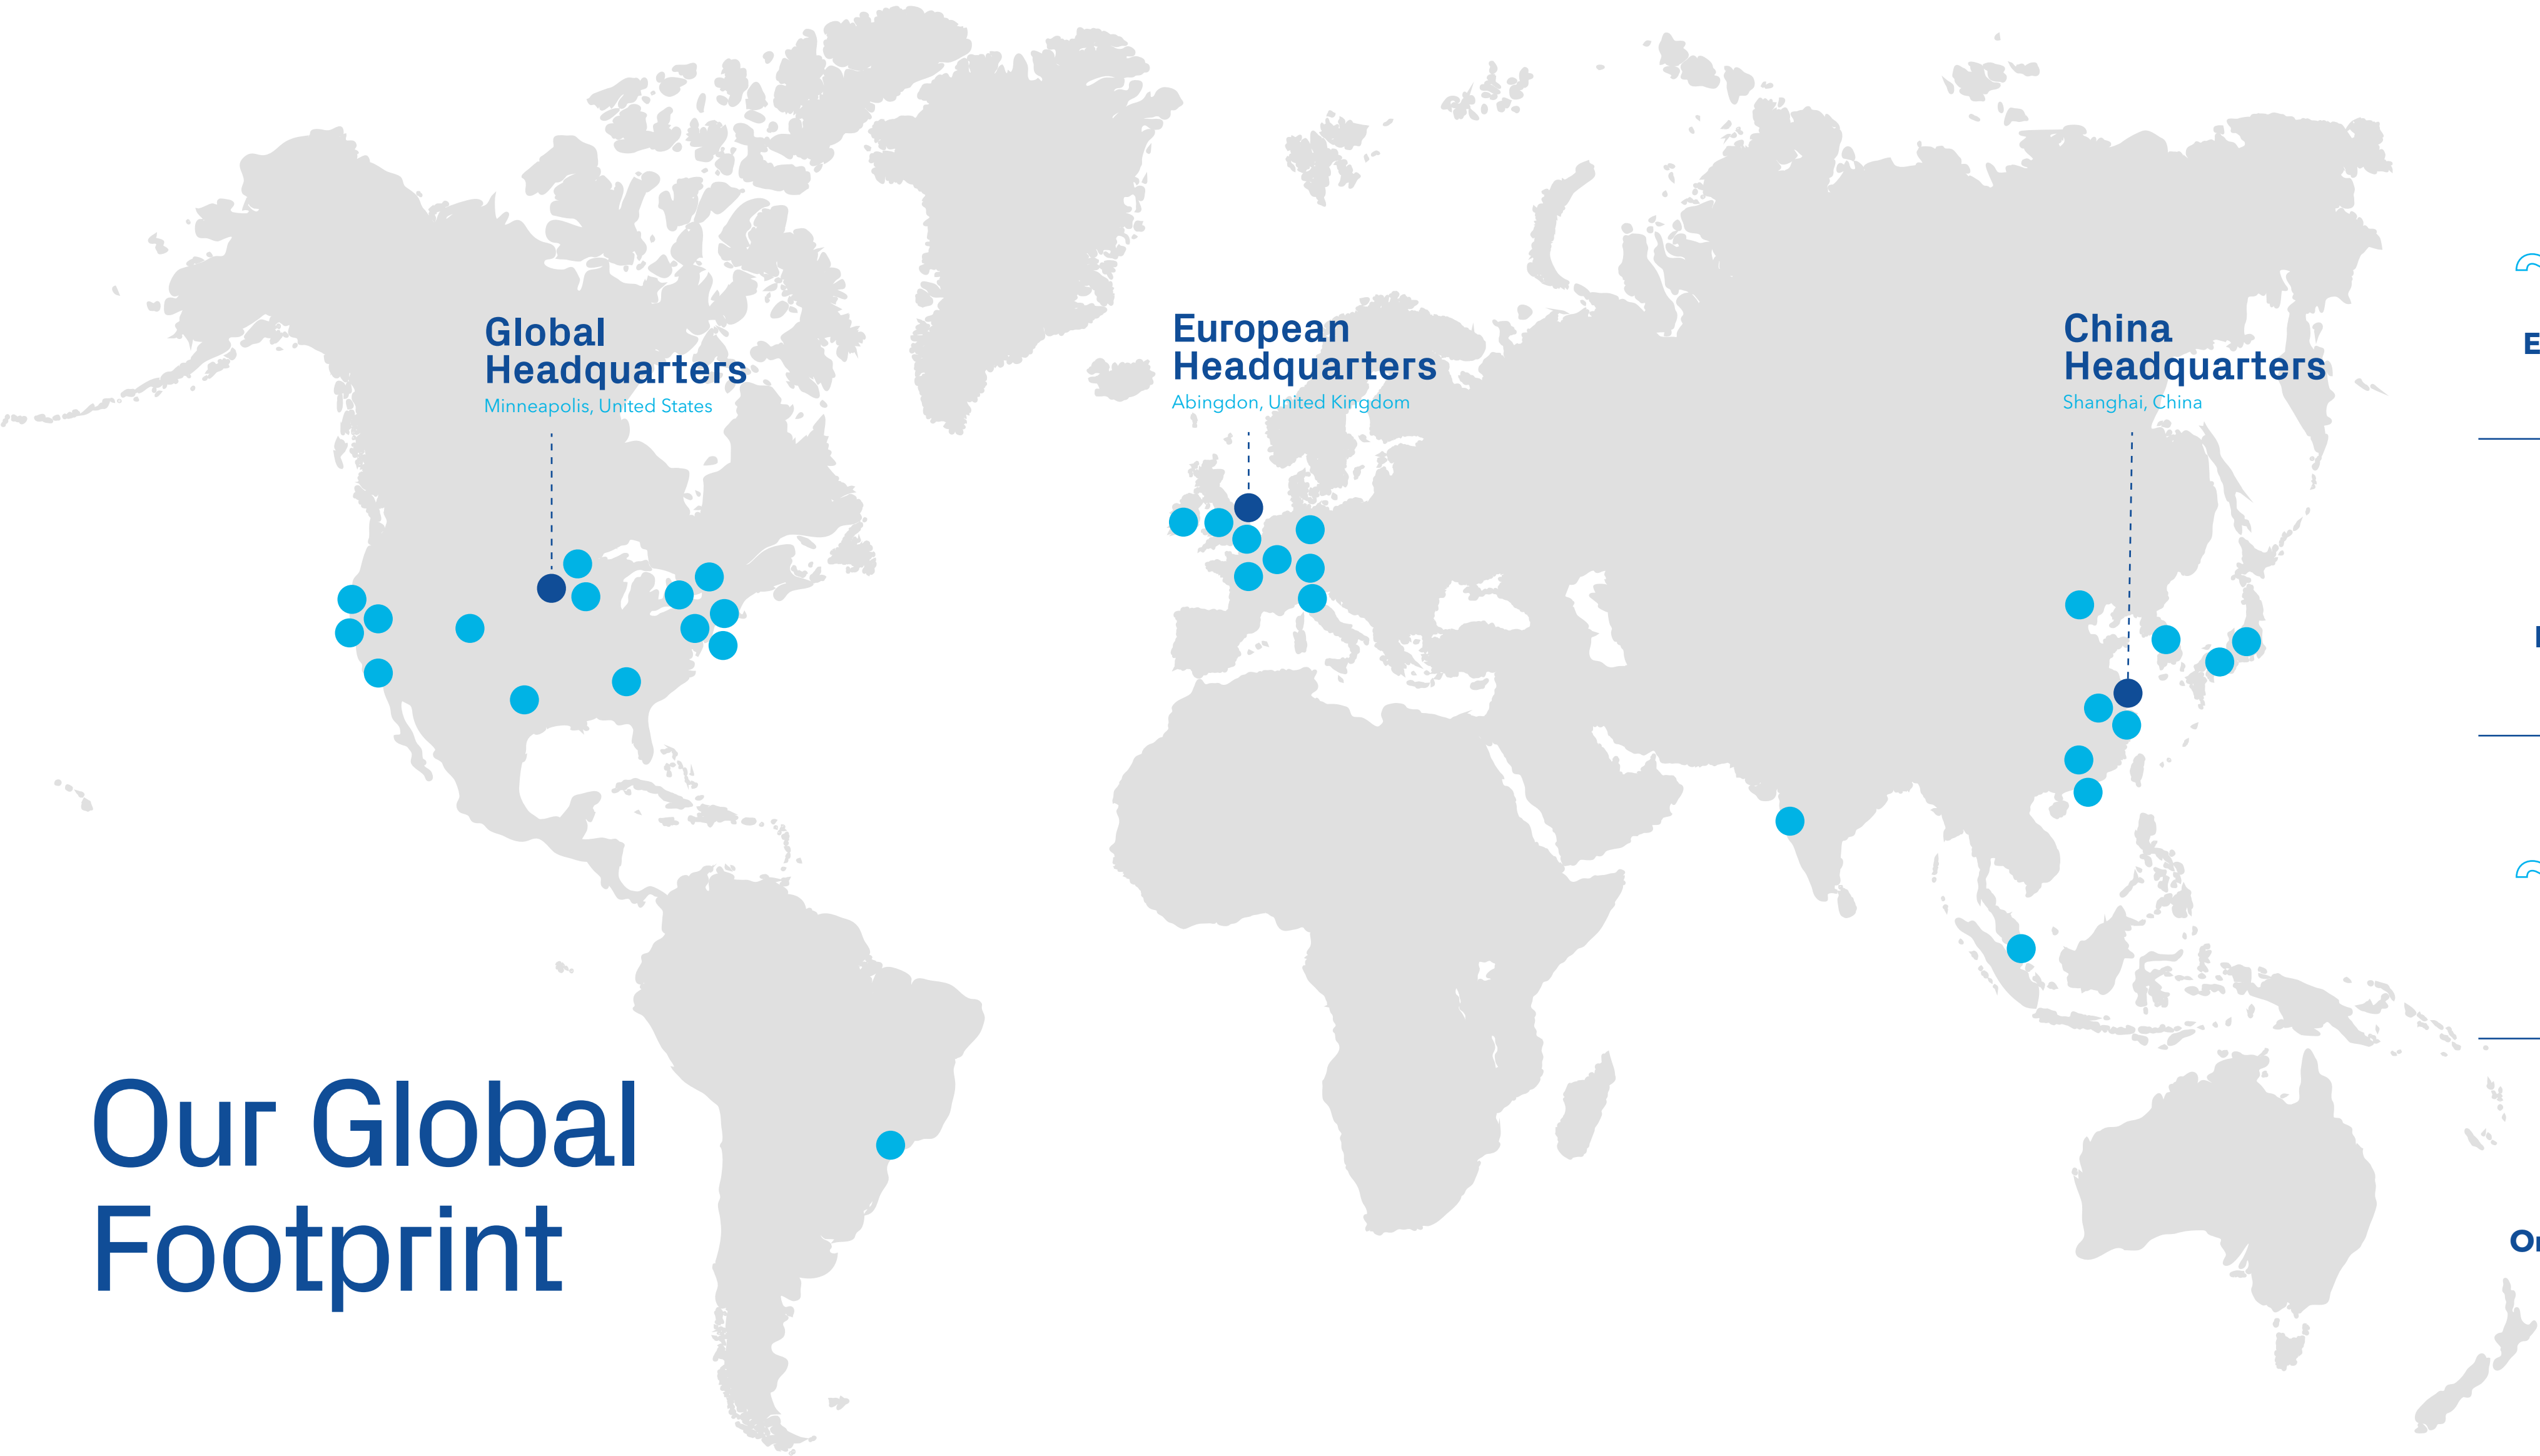 Global
Headquarters
Minneapolis, United States
European
Headquarters
Abingdon, United Kingdom
China
Headquarters
Shanghai, China
Our Global
Footprint